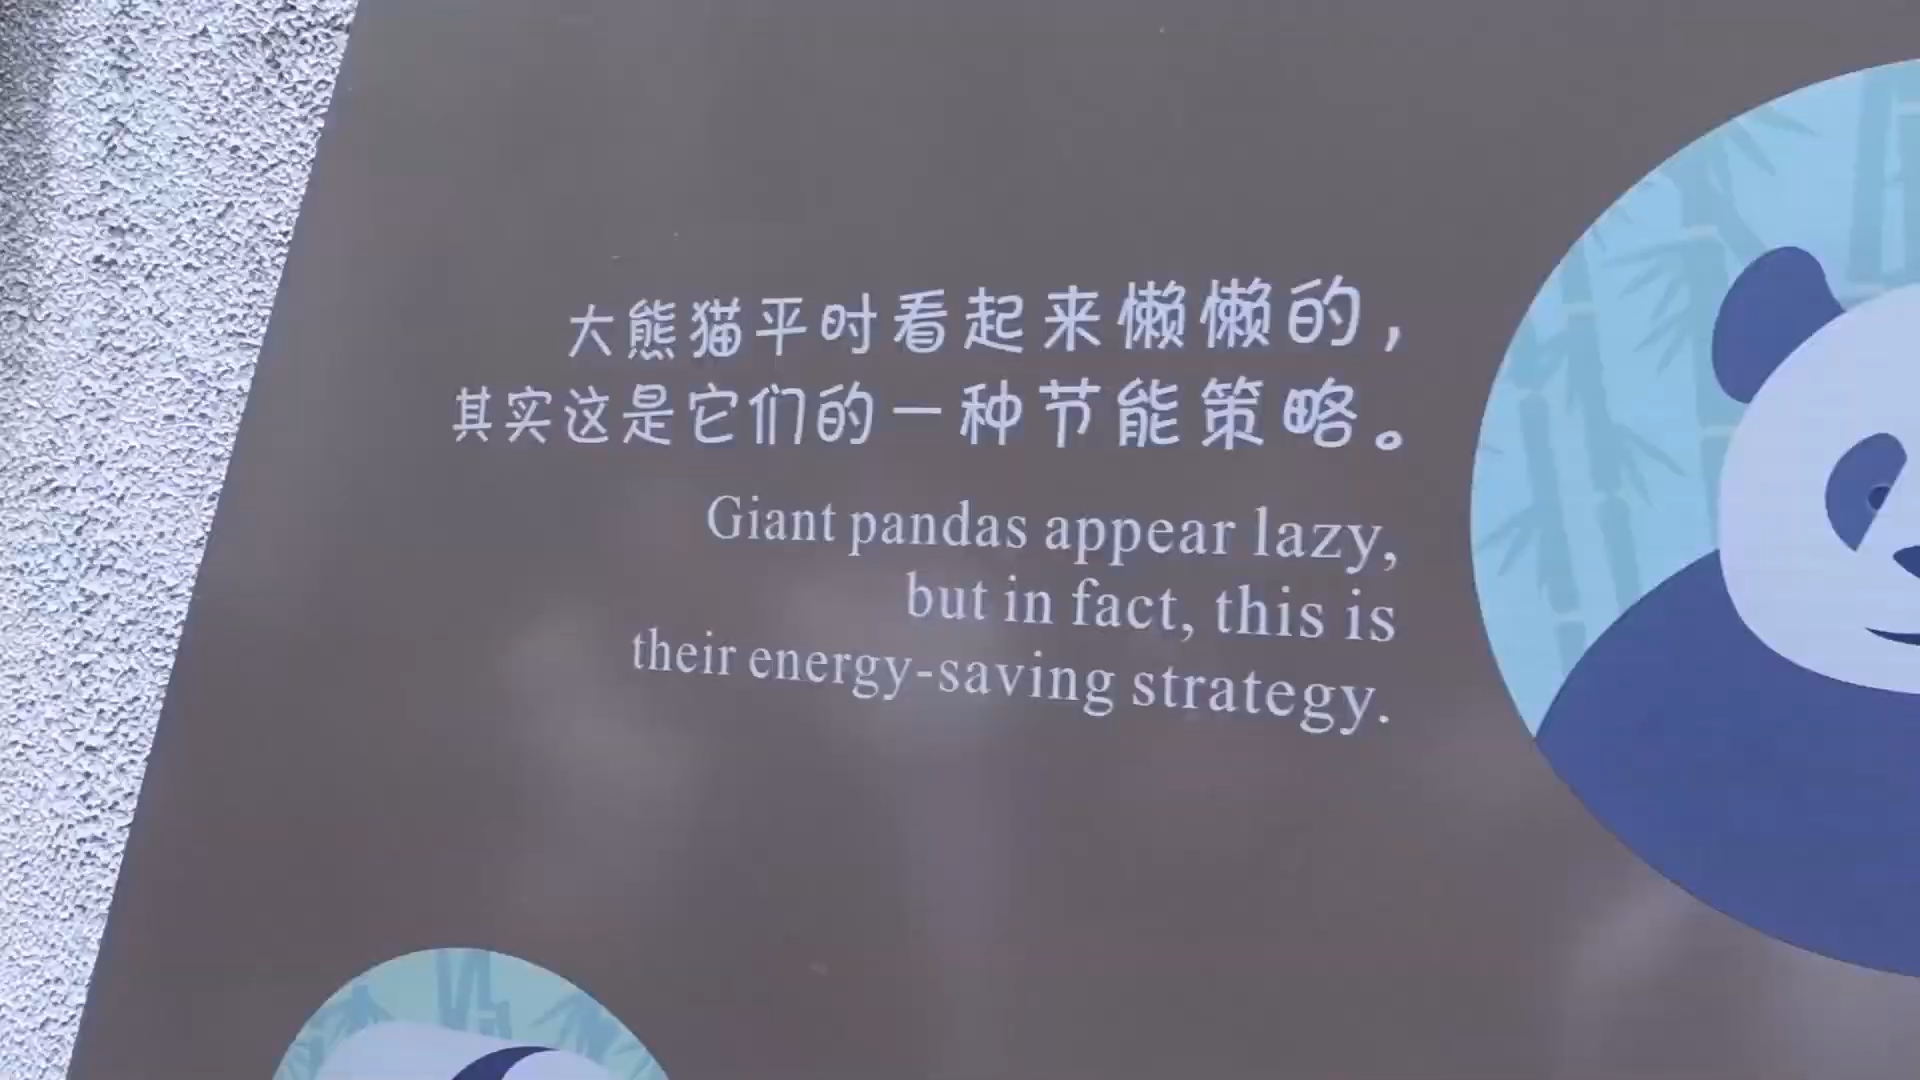 大熊猫平时看起来懒懒的，
其实这是它们的一种节能策略。
Giant pandas appear lazy,
but in fact, this is
their energy-saving strategy.